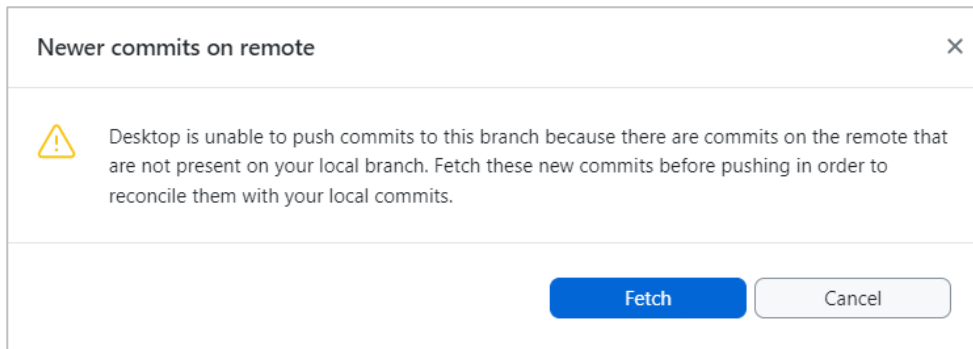 Newer commits on remote
Desktop is unable to push commits to this branch because there are commits on the remote that
are not present on your local branch. Fetch these new commits before pushing in order to
reconcile them with your local commits.
Fetch
Cancel